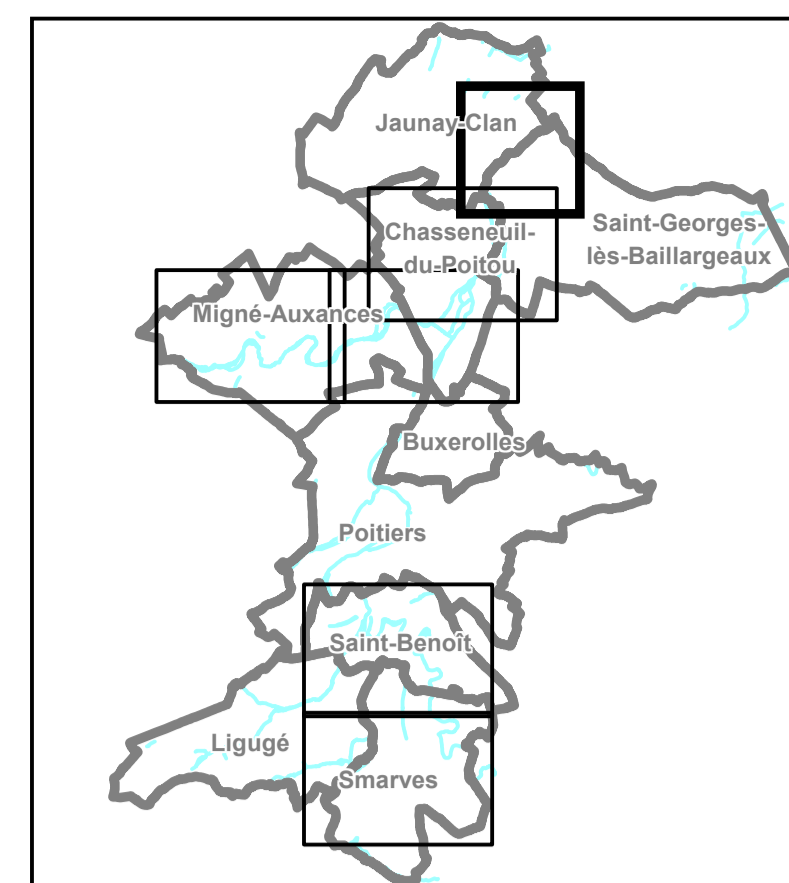 Jaunay-Clan
Saint-Georges-
lès-Baillargeaux
Chasseneuil-
du-Poitou
Migné-Auxances
Buxerolles
Poitiers
Saint-Benoît
Ligugé
Smarves